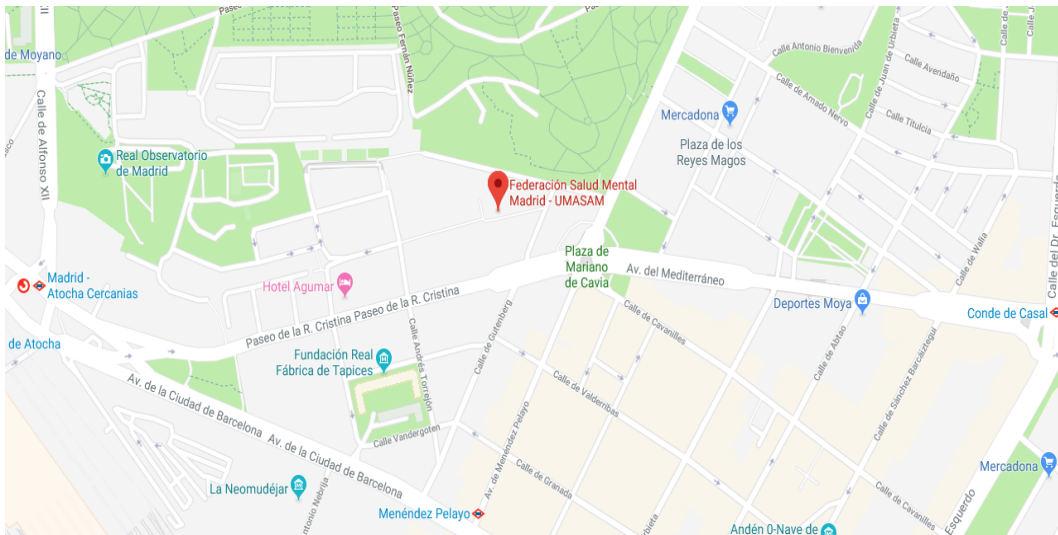 de Moyano
Paseo Fernán Núñez
Calle Antonio Bienvenida
Calle de Juan de Urbieta
Calle Avendaño
Calle de Amado Nervo
Calle Titulcia
Calle de Alfonso XII
XII
Mercadona
Plaza de los
Reyes Magos
Real Observatorio
de Madrid
Federación Salud Mental
Madrid - UMASAM
Calle del Dr. Esquerdo
Plaza de
Mariano
de Cavia
Av. del Mediterráneo
Calle de Walia
Madrid -
Atocha Cercanias
Hotel Agumar
Deportes Moya
Conde de Casal
Paseo de la R. Cristina Paseo de la R. Cristina
Calle de Gutenberg
Calle de Cavanilles
de Atocha
Fundación Real
Fábrica de Tapices
Calle Andrés Torrejón
Calle de Abtao
Calle de Sánchez Barcáiztegui
Av. de la Ciudad de Barcelona Av. de la Ciudad de Barcelona
Calle de Valderribas
Av. de Menéndez Pelayo
Calle Vandergoten
Calle de Granada
Mercadona
La Neomudéjar
Antonio Nebrija
Menéndez Pelayo
Urbieta
Calle de Cavanilles
Esquerdo
Andén 0-Nave de